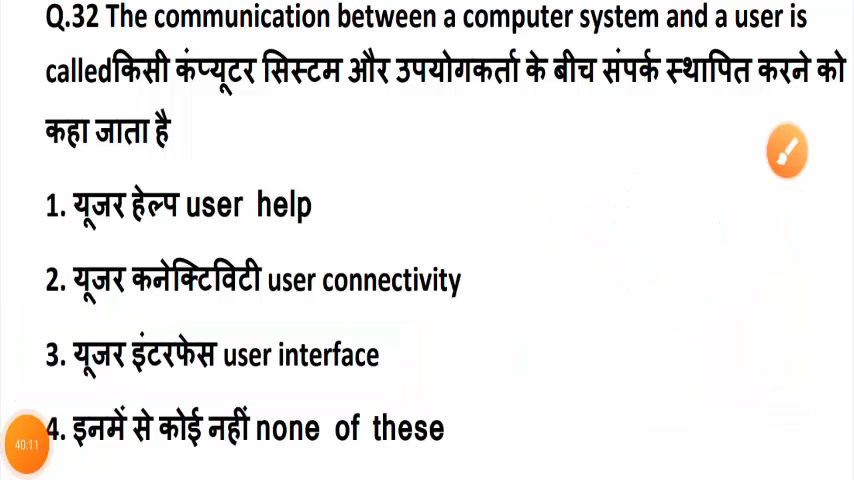 Q.32 The communication between a computer system and a user is
calledकिसी कंप्यूटर सिस्टम और उपयोगकर्ता के बीच संपर्क स्थापित करने को
कहा जाता है
1. यूजर हेल्प user help
2. यूजर कनेक्टिविटी user connectivity
3. यूजर इंटरफेस user interface
4. इनमें से कोई नहीं none of these
40:11